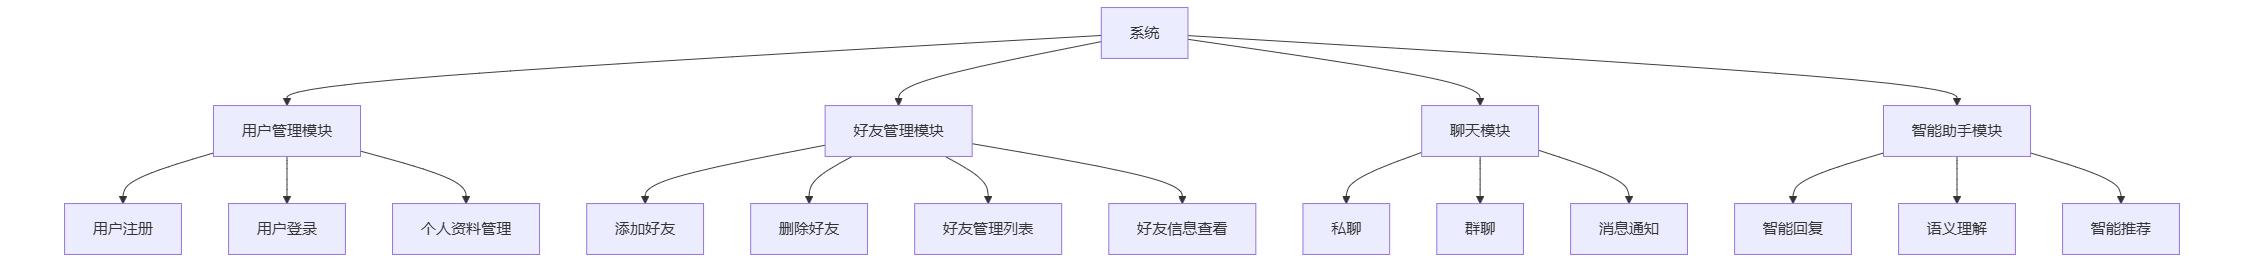 系统
用户管理模块
好友管理模块
聊天模块
智能助手模块
用户注册
用户登录
个人资料管理
添加好友
删除好友
好友管理列表
好友信息查看
私聊
群聊
消息通知
智能回复
语义理解
智能推荐